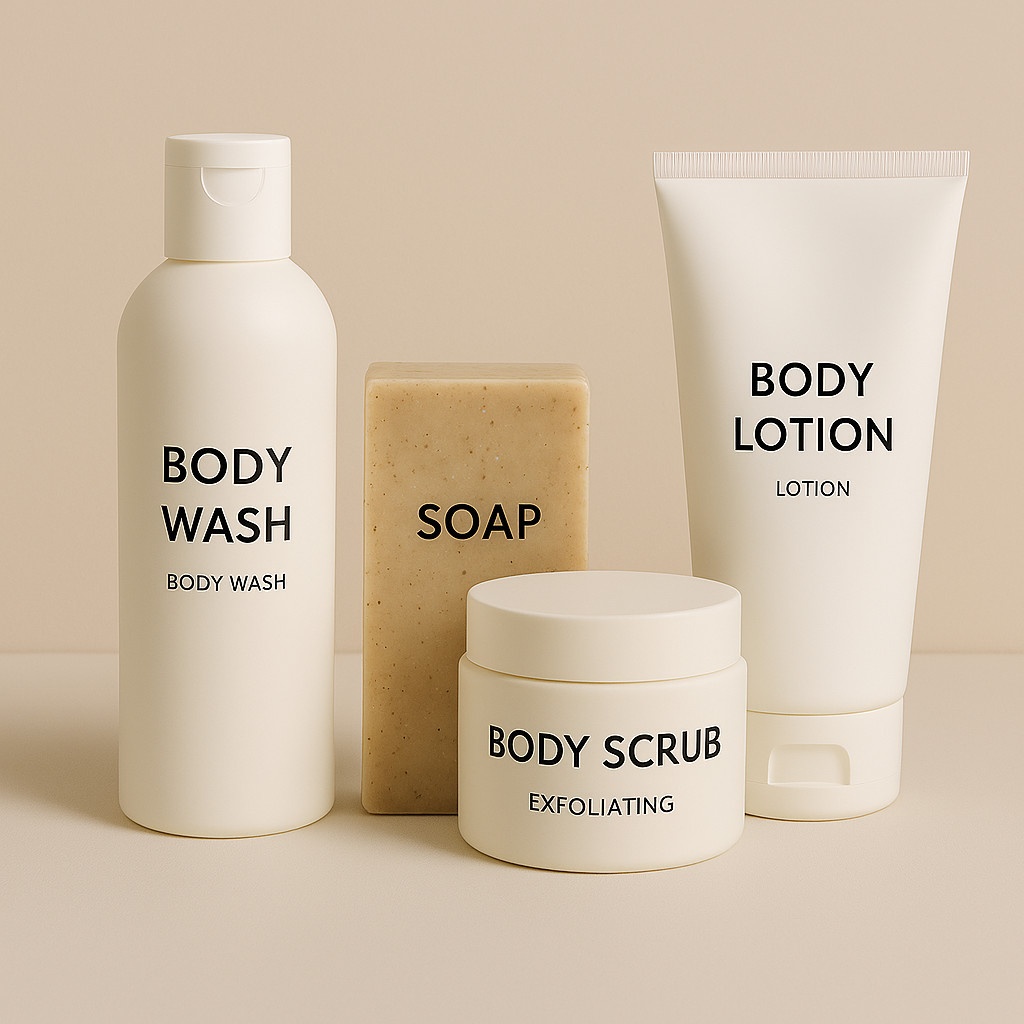 BODY
WASH
BODY WASH
SOAP
BODY SCRUB
EXFOLIATING
BODY
LOTION
LOTION